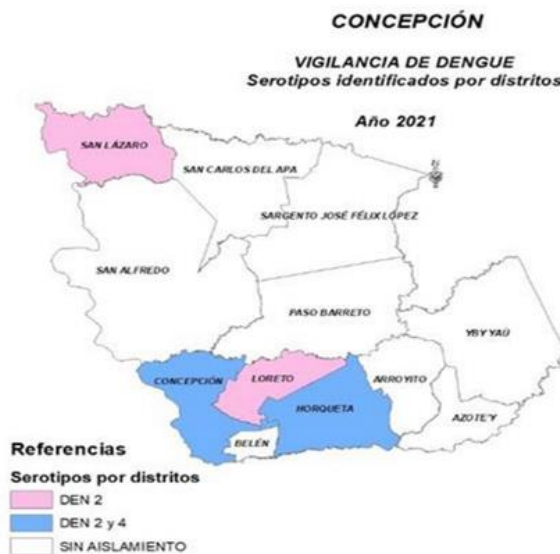 CONCEPCIÓN
VIGILANCIA DE DENGUE
Serotipos identificados por distritos
Año 2021
SAN LÁZARO
SAN CARLOS DEL APA
SARGENTO JOSÉ FÉLIX LÓPEZ
SAN ALFREDO
PASO BARRETO
YBY YAÚ
CONCEPCIÓN
LORETO
ARROYITO
HORQUETA
AZOTE'Y
BELÉN
Referencias
Serotipos por distritos
DEN 2
DEN 2 y 4
SIN AISLAMIENTO